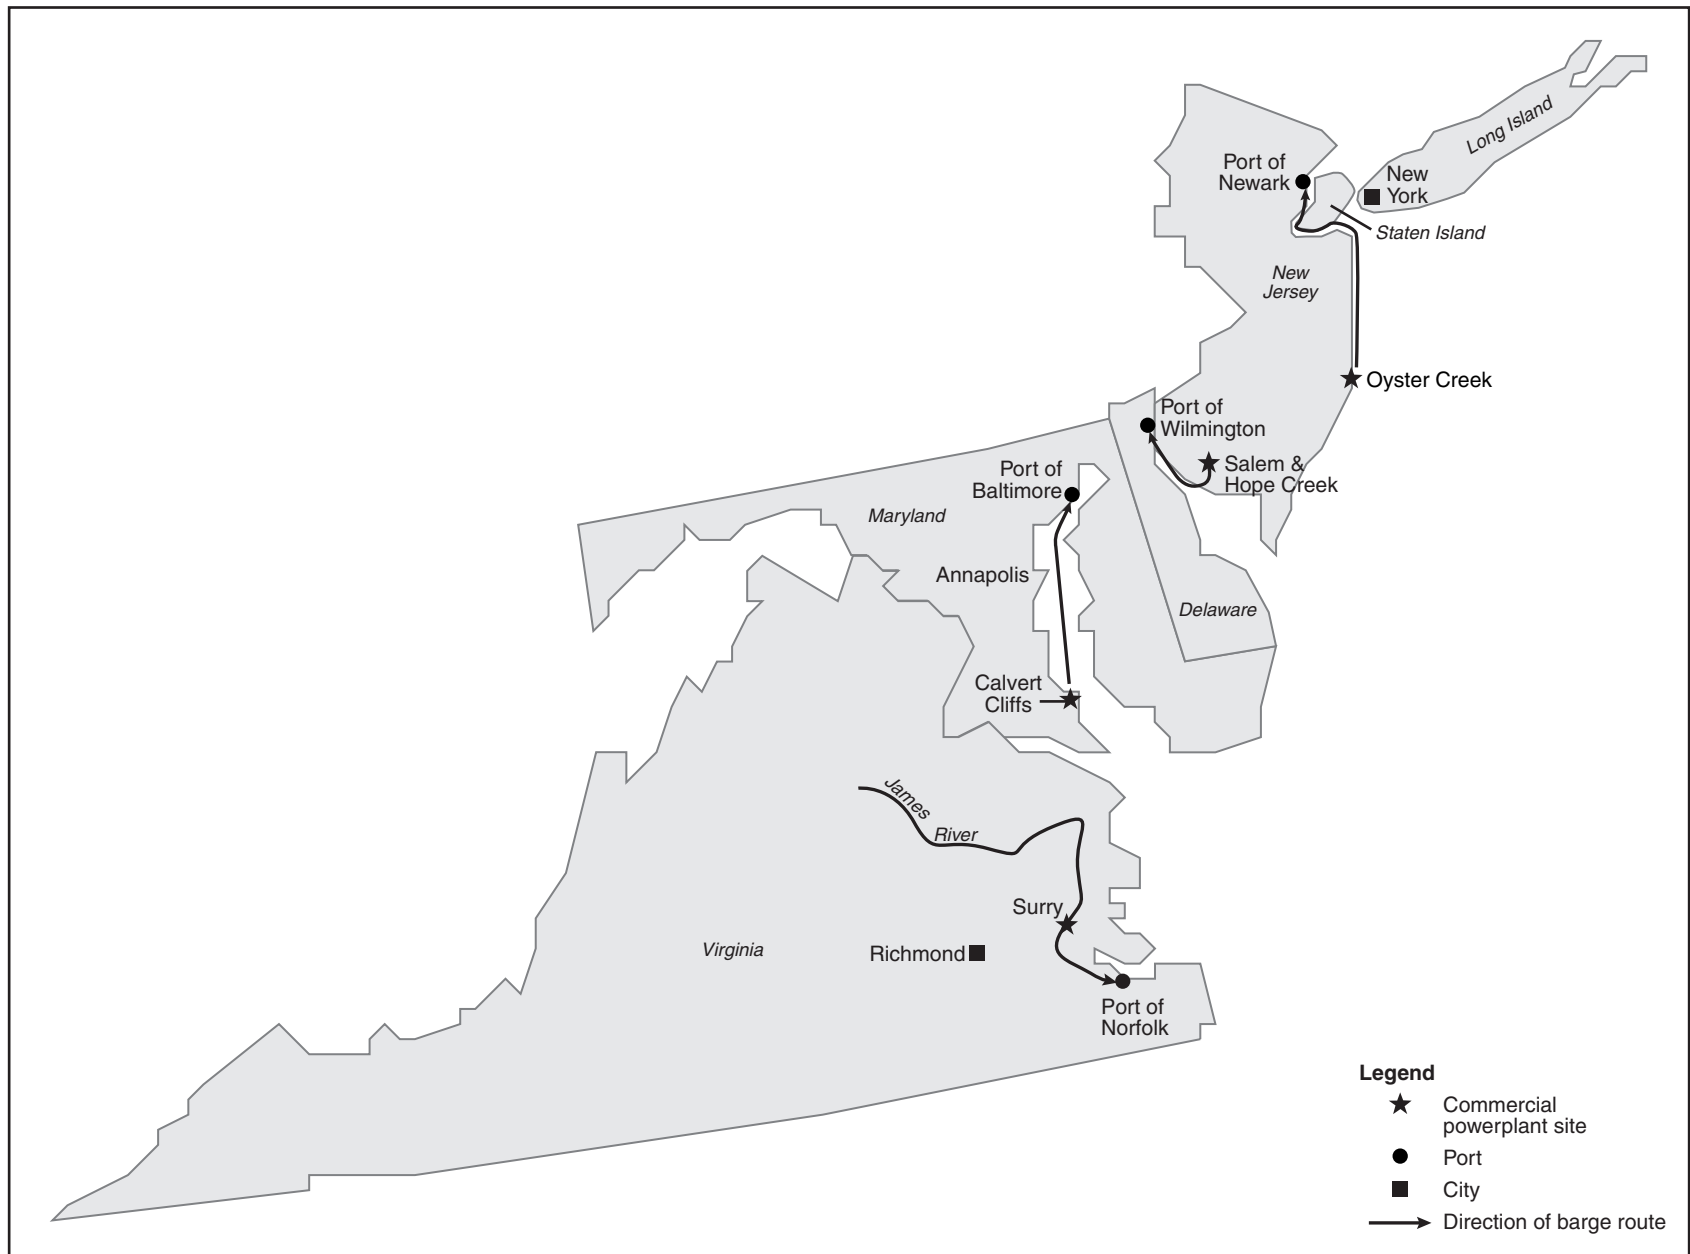 Long Island
Port of
Newark
New
York
Staten Island
New
Jersey
Oyster Creek
Port of
Wilmington
Salem &
Hope Creek
Port of
Baltimore
Maryland
Annapolis
Delaware
Calvert
Cliffs
James
River
Surry
Virginia
Richmond
Port of
Norfolk
Legend
Commercial
powerplant site
Port
City
Direction of barge route